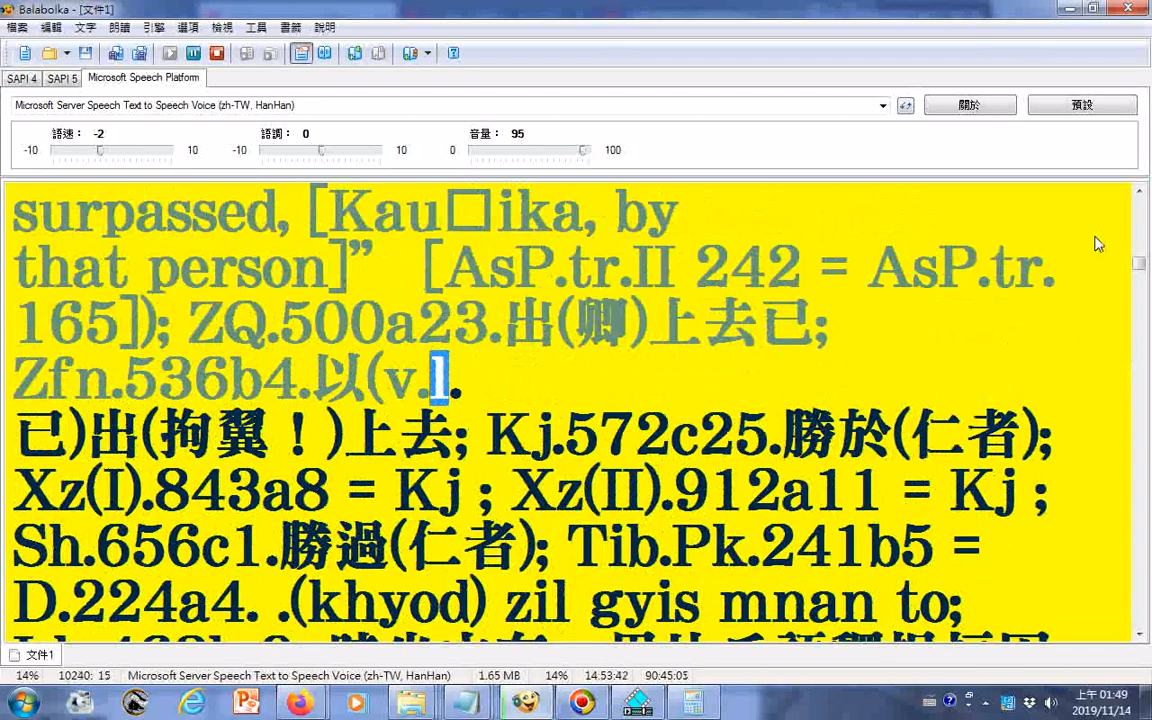 Balabolka - [文件1]
檔案 編輯 文字 朗讀 引擎 選項 檢視 工具 書籤 說明
SAPI 4 SAPI 5 Microsoft Speech Platform
Microsoft Server Speech Text to Speech Voice (zh-TW, HanHan) 關於 預設
語速： -2 語調： 0 音量： 95
-10 10 -10 10 0 100
surpassed, [Kau□ika, by
that person]” [AsP.tr.II 242 = AsP.tr.
165]); ZQ.500a23.出(卿)上去已;
Zfn.536b4.以(v.l.
已)出(拘翼！)上去; Kj.572c25.勝於(仁者);
Xz(I).843a8 = Kj ; Xz(II).912a11 = Kj ;
Sh.656c1.勝過(仁者); Tib.Pk.241b5 =
D.224a4. .(khyod) zil gyis mnan to;
文件1
14% 10240: 15 Microsoft Server Speech Text to Speech Voice (zh-TW, HanHan) 1.65 MB 14% 14:53:42 90:45:05
上午 01:49
2019/11/14